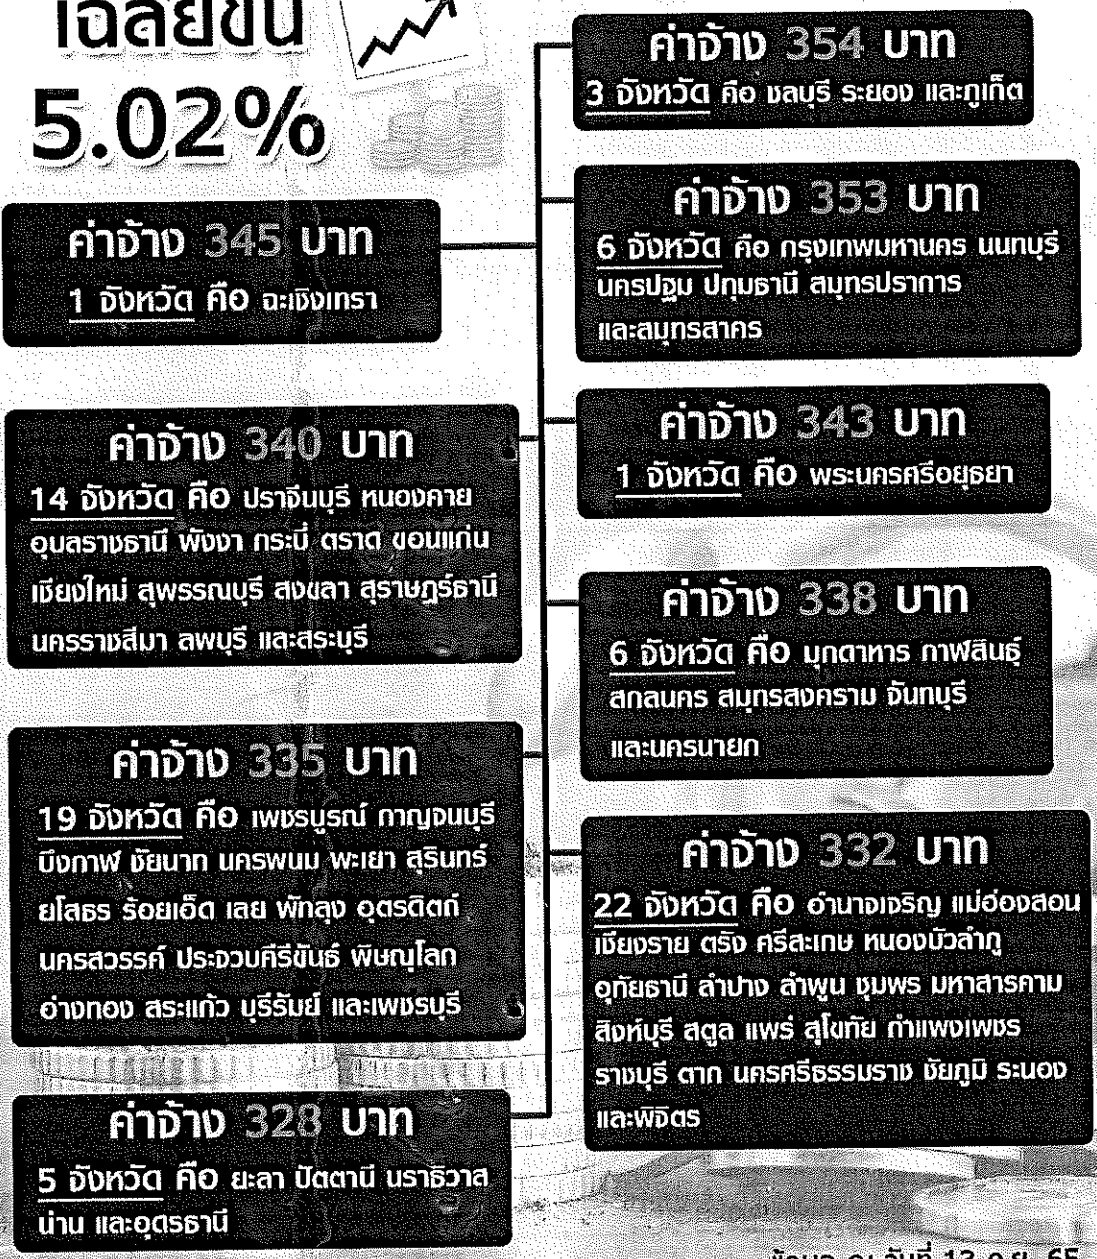 เฉลี่ยขึ้น
5.02%
ค่าจ้าง 354 บาท
3 จังหวัด คือ ชลบุรี ระยอง และภูเก็ต
ค่าจ้าง 353 บาท
6 จังหวัด คือ กรุงเทพมหานคร นนทบุรี
นครปฐม ปทุมธานี สมุทรปราการ
และสมุทรสาคร
ค่าจ้าง 345 บาท
1 จังหวัด คือ ฉะเชิงเทรา
ค่าจ้าง 343 บาท
1 จังหวัด คือ พระนครศรีอยุธยา
ค่าจ้าง 340 บาท
14 จังหวัด คือ ปราจีนบุรี หนองคาย
อุบลราชธานี พังงา กระบี่ ตราด ขอนแก่น
เชียงใหม่ สุพรรณบุรี สงขลา สุราษฎร์ธานี
นครราชสีมา ลพบุรี และสระบุรี
ค่าจ้าง 338 บาท
6 จังหวัด คือ มุกดาหาร กาฬสินธุ์
สกลนคร สมุทรสงคราม จันทบุรี
และนครนายก
ค่าจ้าง 335 บาท
19 จังหวัด คือ เพชรบูรณ์ กาญจนบุรี
บึงกาฬ ชัยนาท นครพนม พะเยา สุรินทร์
ยโสธร ร้อยเอ็ด เลย พัทลุง อุตรดิตถ์
นครสวรรค์ ประจวบคีรีขันธ์ พิษณุโลก
อ่างทอง สระแก้ว บุรีรัมย์ และเพชรบุรี
ค่าจ้าง 332 บาท
22 จังหวัด คือ อำนาจเจริญ แม่ฮ่องสอน
เชียงราย ตรัง ศรีสะเกษ หนองบัวลำภู
อุทัยธานี ลำปาง ลำพูน ชุมพร มหาสารคาม
สิงห์บุรี สตูล แพร่ สุโขทัย กำแพงเพชร
ราชบุรี ตาก นครศรีธรรมราช ชัยภูมิ ระนอง
และพิจิตร
ค่าจ้าง 328 บาท
5 จังหวัด คือ ยะลา ปัตตานี นราธิวาส
น่าน และอุดรธานี
ข้อมูล ณ วันที่ 13 ก.ย. 65